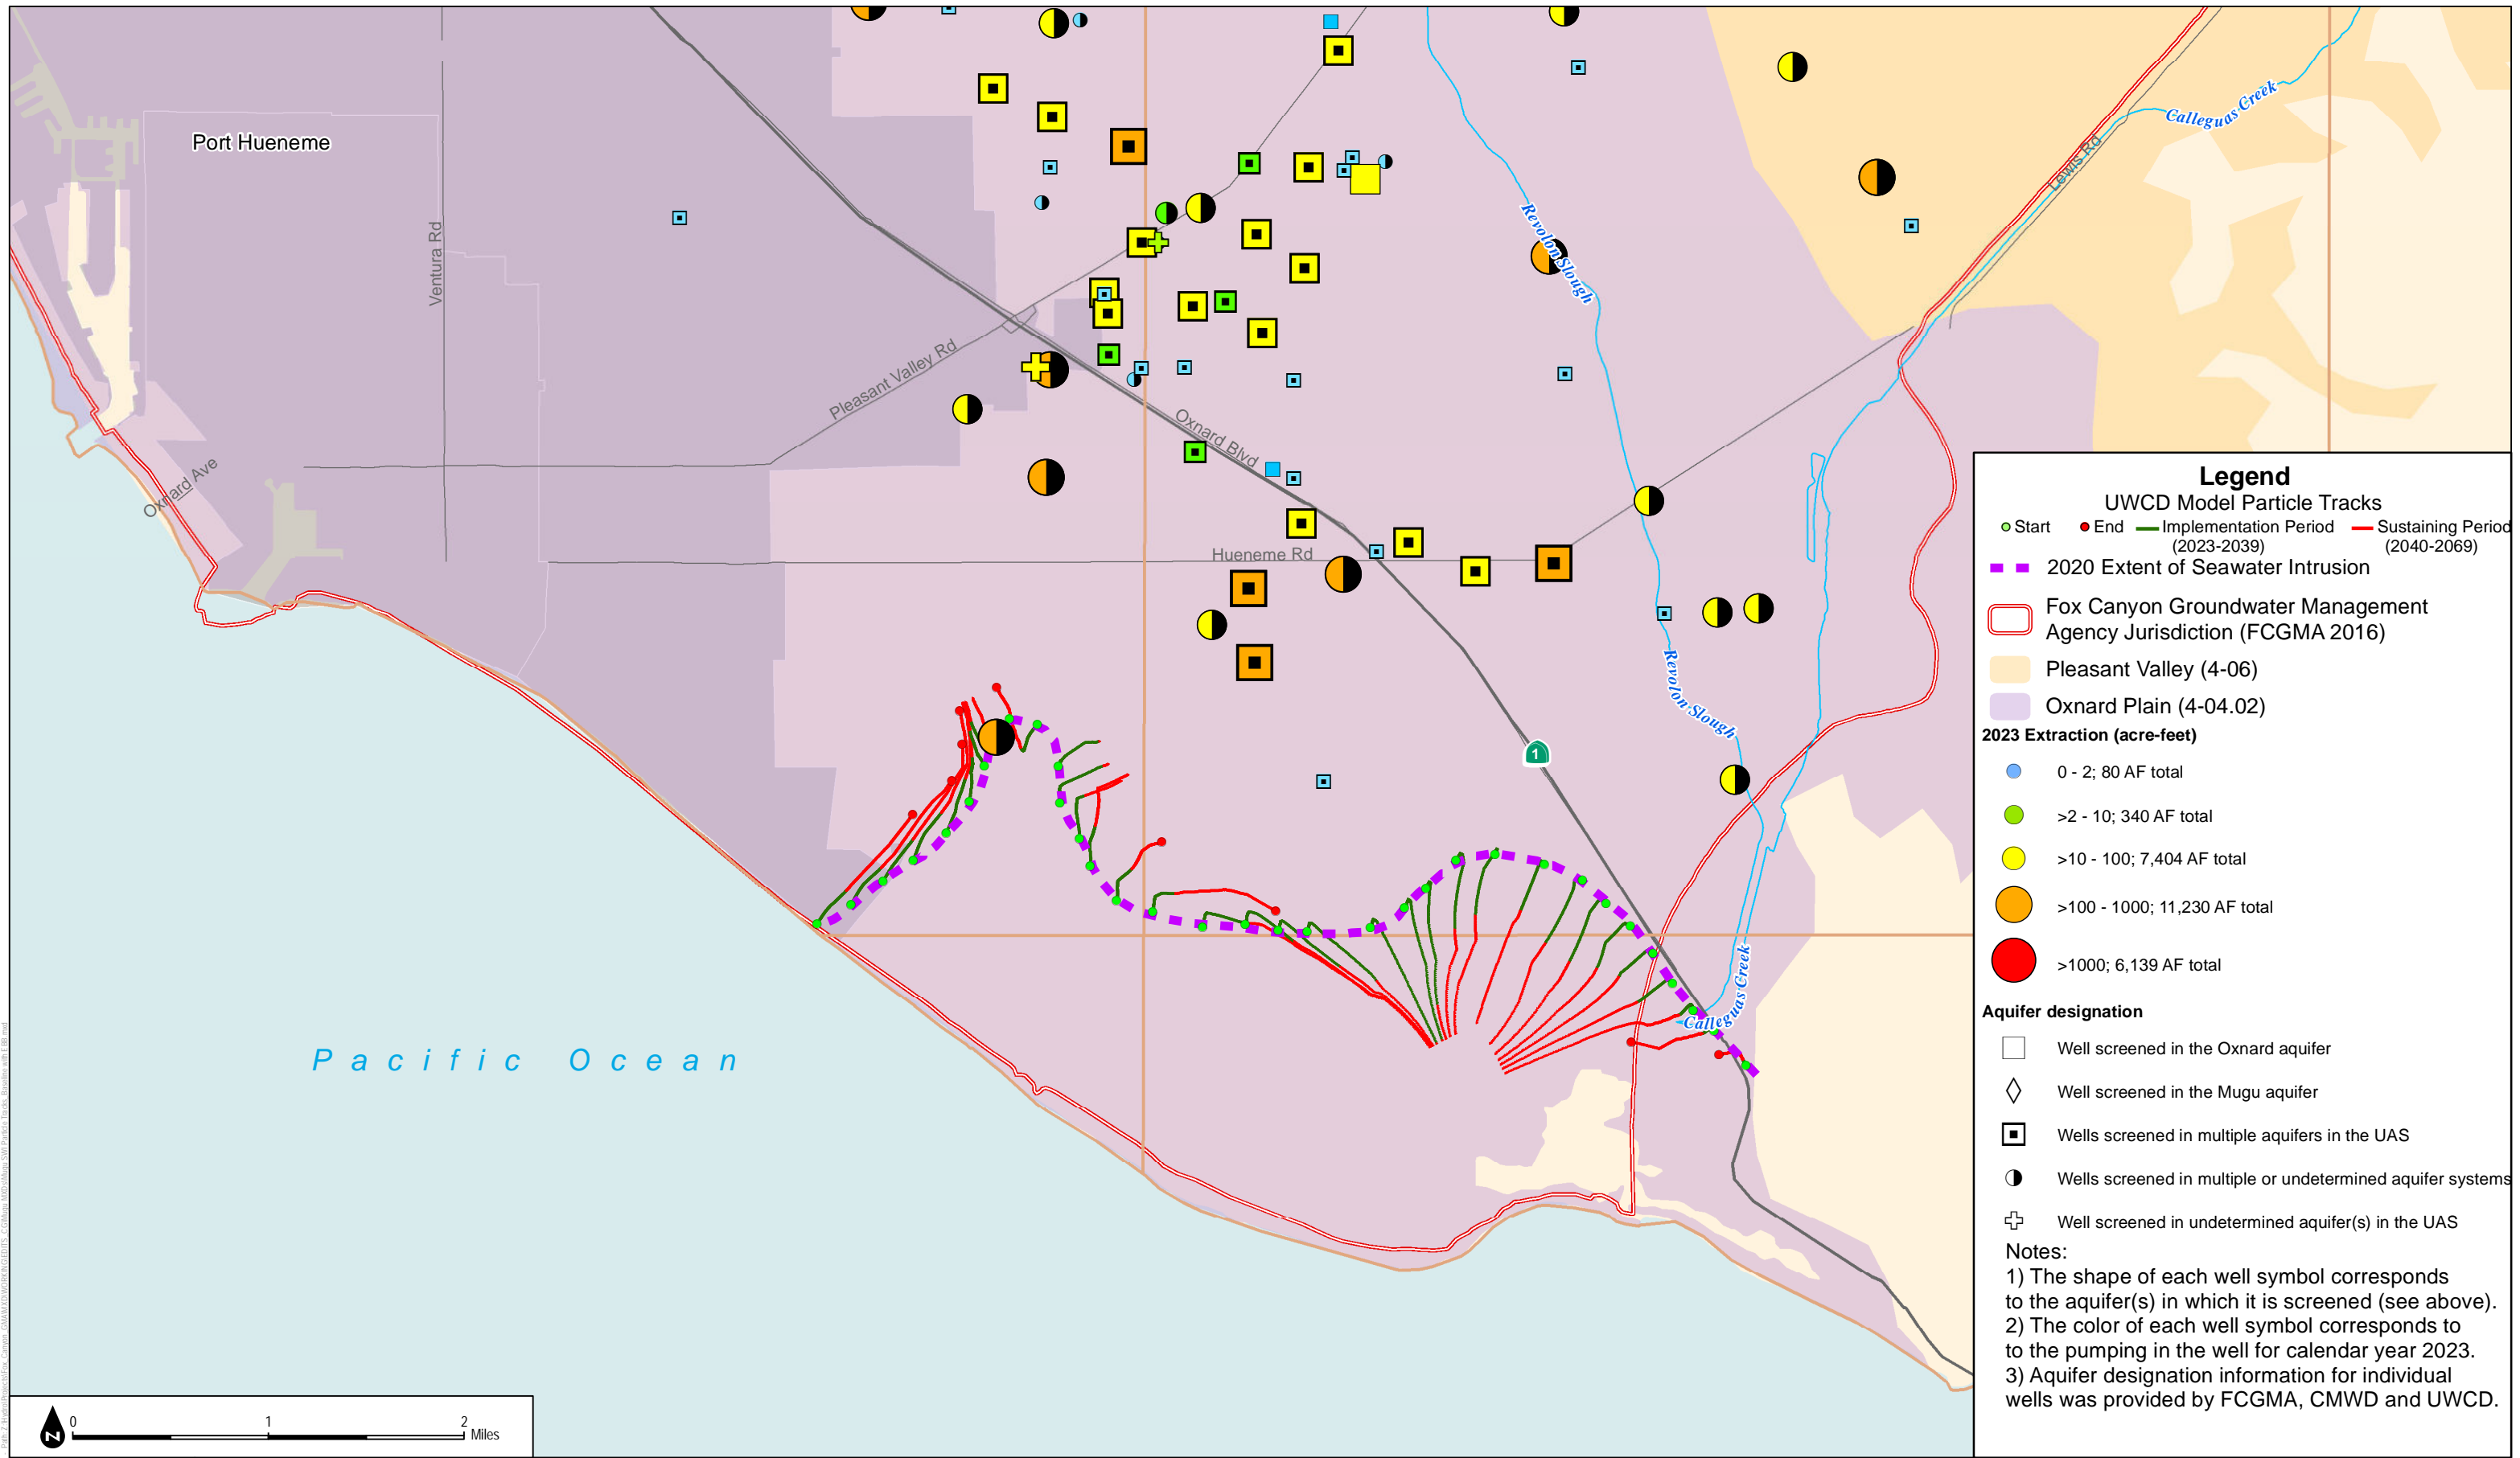 Port Hueneme
Ventura Rd
Oxnard Ave
Pleasant Valley Rd
Oxnard Blvd
Hueneme Rd
Revolon Slough
Revolon Slough
Calleguas Creek
Calleguas Creek
Lewis Rd
1
Pacific Ocean
N
0 1 2
Miles
Legend
UWCD Model Particle Tracks
Start End Implementation Period Sustaining Period
(2023-2039) (2040-2069)
2020 Extent of Seawater Intrusion
Fox Canyon Groundwater Management
Agency Jurisdiction (FCGMA 2016)
Pleasant Valley (4-06)
Oxnard Plain (4-04.02)
2023 Extraction (acre-feet)
0 - 2; 80 AF total
>2 - 10; 340 AF total
>10 - 100; 7,404 AF total
>100 - 1000; 11,230 AF total
>1000; 6,139 AF total
Aquifer designation
Well screened in the Oxnard aquifer
Well screened in the Mugu aquifer
Wells screened in multiple aquifers in the UAS
Wells screened in multiple or undetermined aquifer systems
Well screened in undetermined aquifer(s) in the UAS
Notes:
1) The shape of each well symbol corresponds
to the aquifer(s) in which it is screened (see above).
2) The color of each well symbol corresponds to
to the pumping in the well for calendar year 2023.
3) Aquifer designation information for individual
wells was provided by FCGMA, CMWD and UWCD.